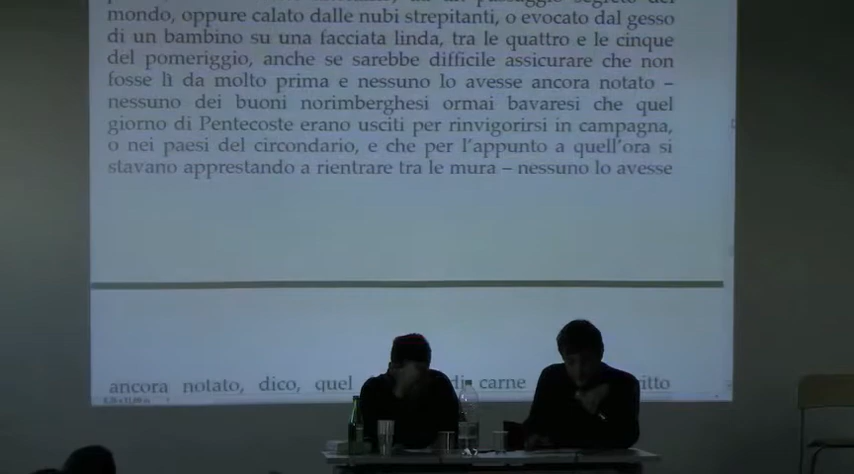 mondo, oppure calato dalle nubi strepitanti, o evocato dal gesso
di un bambino su una facciata linda, tra le quattro e le cinque
del pomeriggio, anche se sarebbe difficile assicurare che non
fosse lì da molto prima e nessuno lo avesse ancora notato –
nessuno dei buoni norimberghesi ormai bavaresi che quel
giorno di Pentecoste erano usciti per rinvigorirsi in campagna,
o nei paesi del circondario, e che per l'appunto a quell'ora si
stavano apprestando a rientrare tra le mura – nessuno lo avesse
ancora notato, dico, quel di carne itto